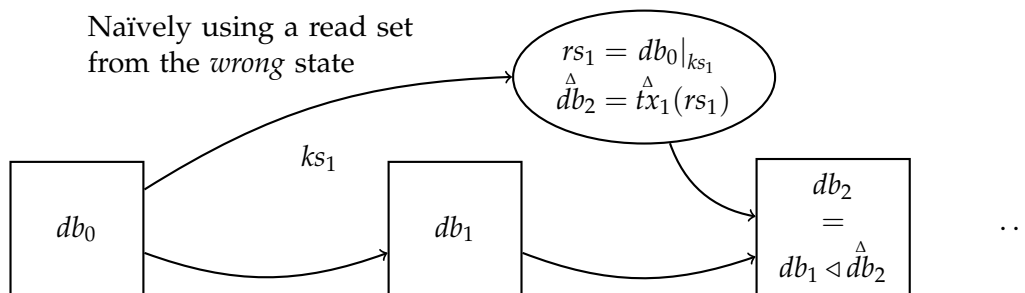 Naïvely using a read set
from the wrong state
rs₁ = db₀|ₖₛ₁
d̂b₂ = t̂x₁(rs₁)
ks₁
db₀
db₁
db₂
=
db₁ ◁ d̂b₂
. .